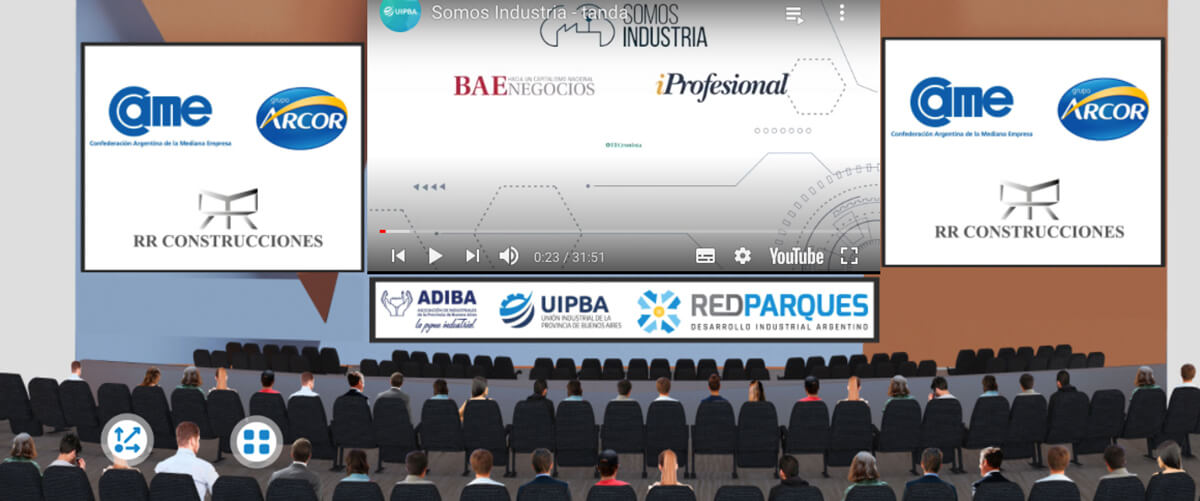 Came
Confederación Argentina de la Mediana Empresa
grupo
ARCOR
RR CONSTRUCCIONES
UIPBA
Somos Industria - tanda
SOMOS
INDUSTRIA
BAE
HACIA UN CAPITALISMO NACIONAL
NEGOCIOS
iProfesional
El Cronista
0:23 / 31:51
YouTube
ADIBA
ASOCIACIÓN DE INDUSTRIALES
de la Provincia de Buenos Aires
la pyme industrial
UIPBA
UNIÓN INDUSTRIAL DE LA
PROVINCIA DE BUENOS AIRES
REDPARQUES
DESARROLLO INDUSTRIAL ARGENTINO
Came
Confederación Argentina de la Mediana Empresa
grupo
ARCOR
RR CONSTRUCCIONES